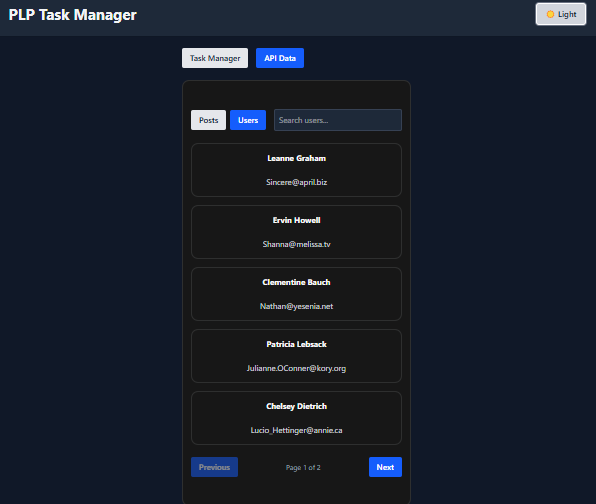 PLP Task Manager
Light
Task Manager API Data
Posts Users Search users...
Leanne Graham
Sincere@april.biz
Ervin Howell
Shanna@melissa.tv
Clementine Bauch
Nathan@yesenia.net
Patricia Lebsack
Julianne.OConner@kory.org
Chelsey Dietrich
Lucio_Hettinger@annie.ca
Previous Page 1 of 2 Next